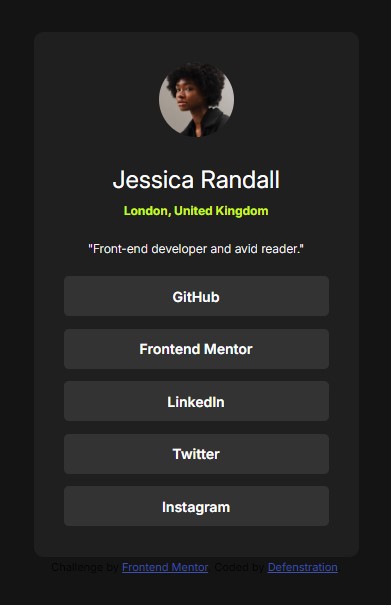 Jessica Randall
London, United Kingdom
"Front-end developer and avid reader."
GitHub
Frontend Mentor
LinkedIn
Twitter
Instagram
Challenge by Frontend Mentor. Coded by Defenstration